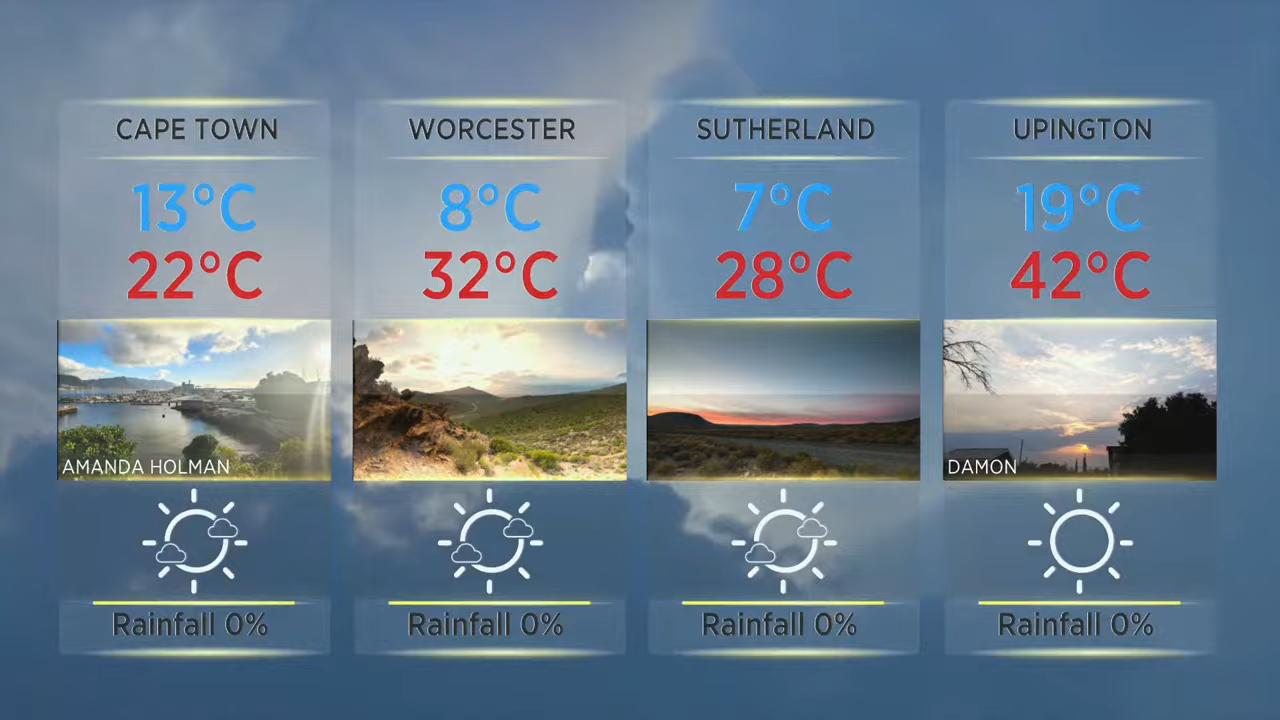 CAPE TOWN
13°C
22°C
AMANDA HOLMAN
Rainfall 0%
WORCESTER
8°C
32°C
Rainfall 0%
SUTHERLAND
7°C
28°C
Rainfall 0%
UPINGTON
19°C
42°C
DAMON
Rainfall 0%